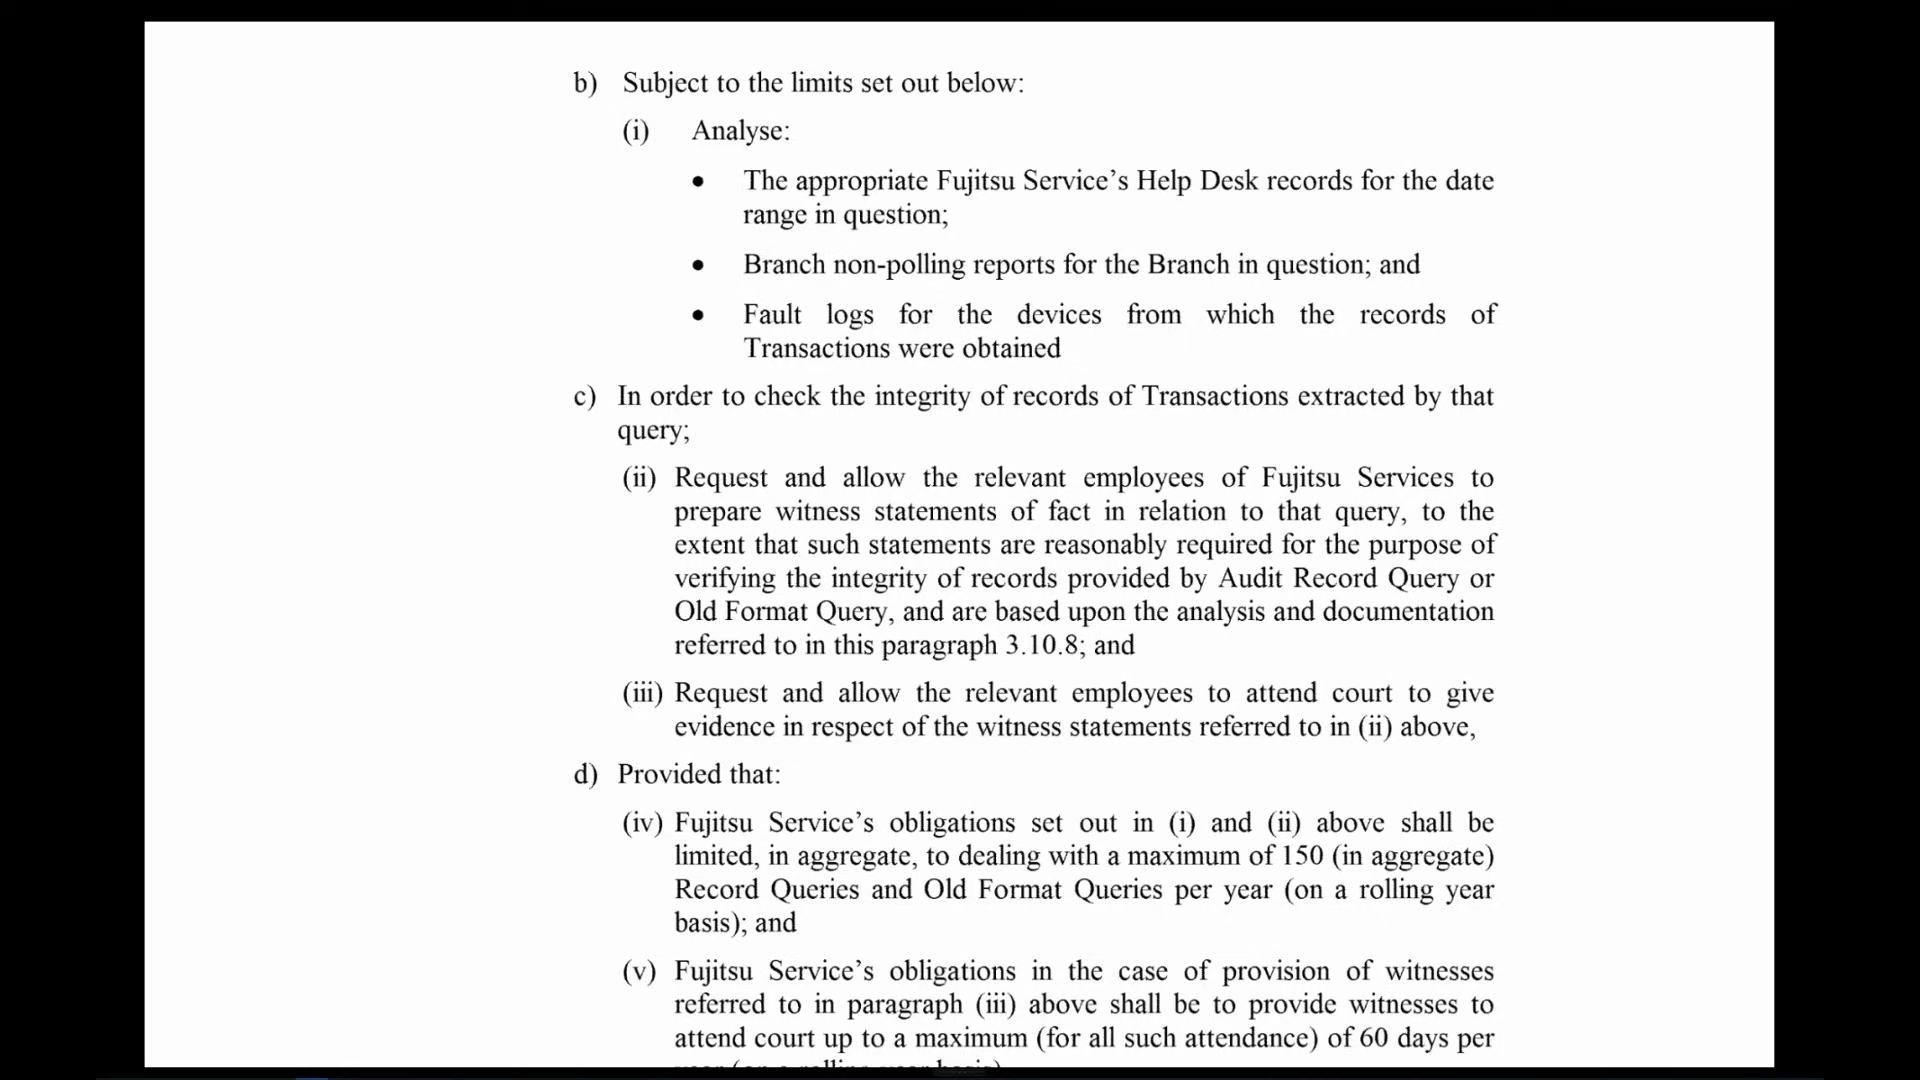 b) Subject to the limits set out below:
(i) Analyse:
• The appropriate Fujitsu Service’s Help Desk records for the date
range in question;
• Branch non-polling reports for the Branch in question; and
• Fault logs for the devices from which the records of
Transactions were obtained
c) In order to check the integrity of records of Transactions extracted by that
query;
(ii) Request and allow the relevant employees of Fujitsu Services to
prepare witness statements of fact in relation to that query, to the
extent that such statements are reasonably required for the purpose of
verifying the integrity of records provided by Audit Record Query or
Old Format Query, and are based upon the analysis and documentation
referred to in this paragraph 3.10.8; and
(iii) Request and allow the relevant employees to attend court to give
evidence in respect of the witness statements referred to in (ii) above,
d) Provided that:
(iv) Fujitsu Service’s obligations set out in (i) and (ii) above shall be
limited, in aggregate, to dealing with a maximum of 150 (in aggregate)
Record Queries and Old Format Queries per year (on a rolling year
basis); and
(v) Fujitsu Service’s obligations in the case of provision of witnesses
referred to in paragraph (iii) above shall be to provide witnesses to
attend court up to a maximum (for all such attendance) of 60 days per
year (on a rolling year basis)